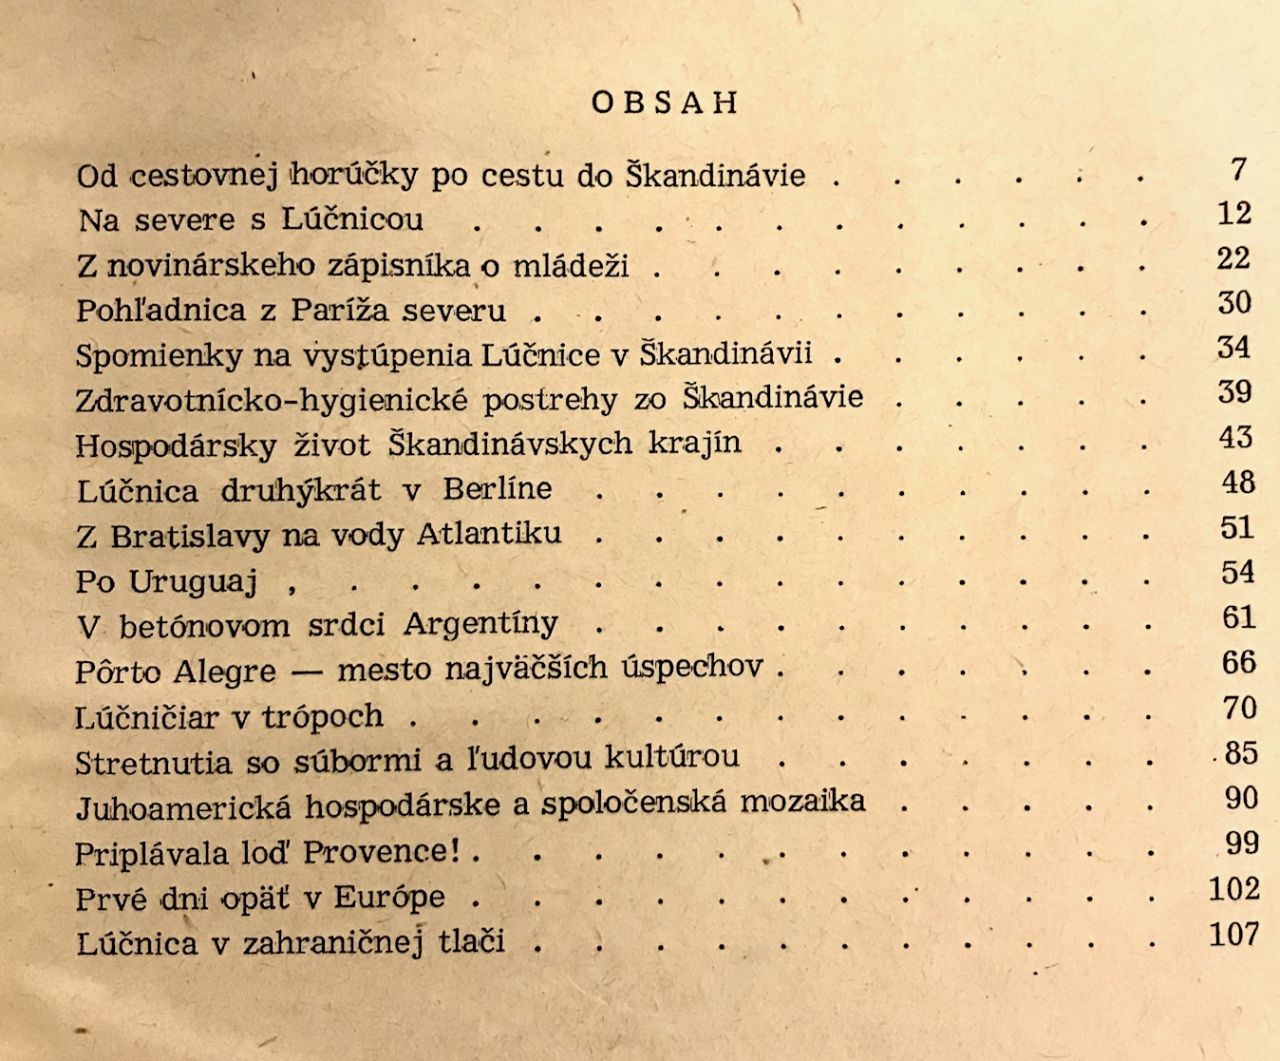 OBSAH
Od cestovnej horúčky po cestu do Škandinávie . . . . . . 7
Na severe s Lúčnicou . . . . . . . . . . . . 12
Z novinárskeho zápisníka o mládeži . . . . . . . . . 22
Pohľadnica z Paríža severu . . . . . . . . . . . 30
Spomienky na vystúpenia Lúčnice v Škandinávii . . . . . . 34
Zdravotnícko-hygienické postrehy zo Škandinávie . . . . . 39
Hospodársky život Škandinávskych krajín . . . . . . . 43
Lúčnica druhýkrát v Berlíne . . . . . . . . . . 48
Z Bratislavy na vody Atlantiku . . . . . . . . . . 51
Po Uruguaj , . . . . . . . . . . . . . . 54
V betónovom srdci Argentíny . . . . . . . . . . 61
Pôrto Alegre — mesto najväčších úspechov . . . . . . . 66
Lúčničiar v trópoch . . . . . . . . . . . . . 70
Stretnutia so súbormi a ľudovou kultúrou . . . . . . . 85
Juhoamerická hospodárske a spoločenská mozaika . . . . . 90
Priplávala loď Provence! . . . . . . . . . . . . 99
Prvé dni opäť v Európe . . . . . . . . . . . . 102
Lúčnica v zahraničnej tlači . . . . . . . . . . . 107